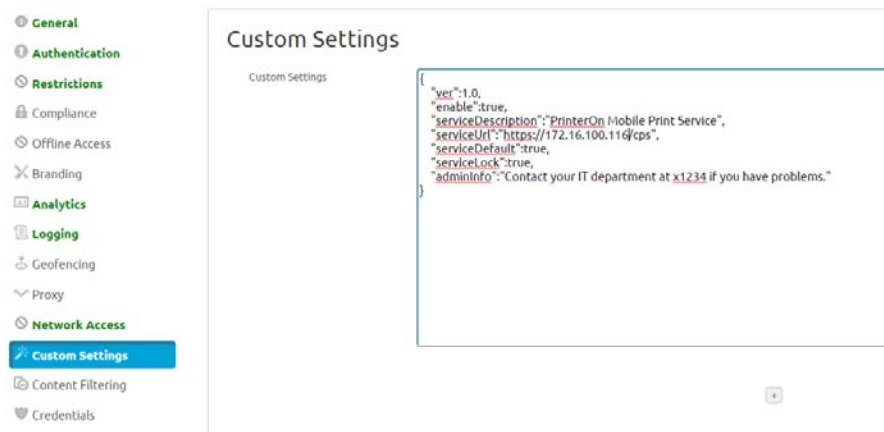 General
Authentication
Restrictions
Compliance
Offline Access
Branding
Analytics
Logging
Geofencing
Proxy
Network Access
Custom Settings
Content Filtering
Credentials
Custom Settings
Custom Settings
{
"ver":1.0,
"enable":true,
"serviceDescription":"PrinterOn Mobile Print Service",
"serviceUrl":"https://172.16.100.116/cps",
"serviceDefault":true,
"serviceLock":true,
"adminInfo":"Contact your IT department at x1234 if you have problems."
}
+